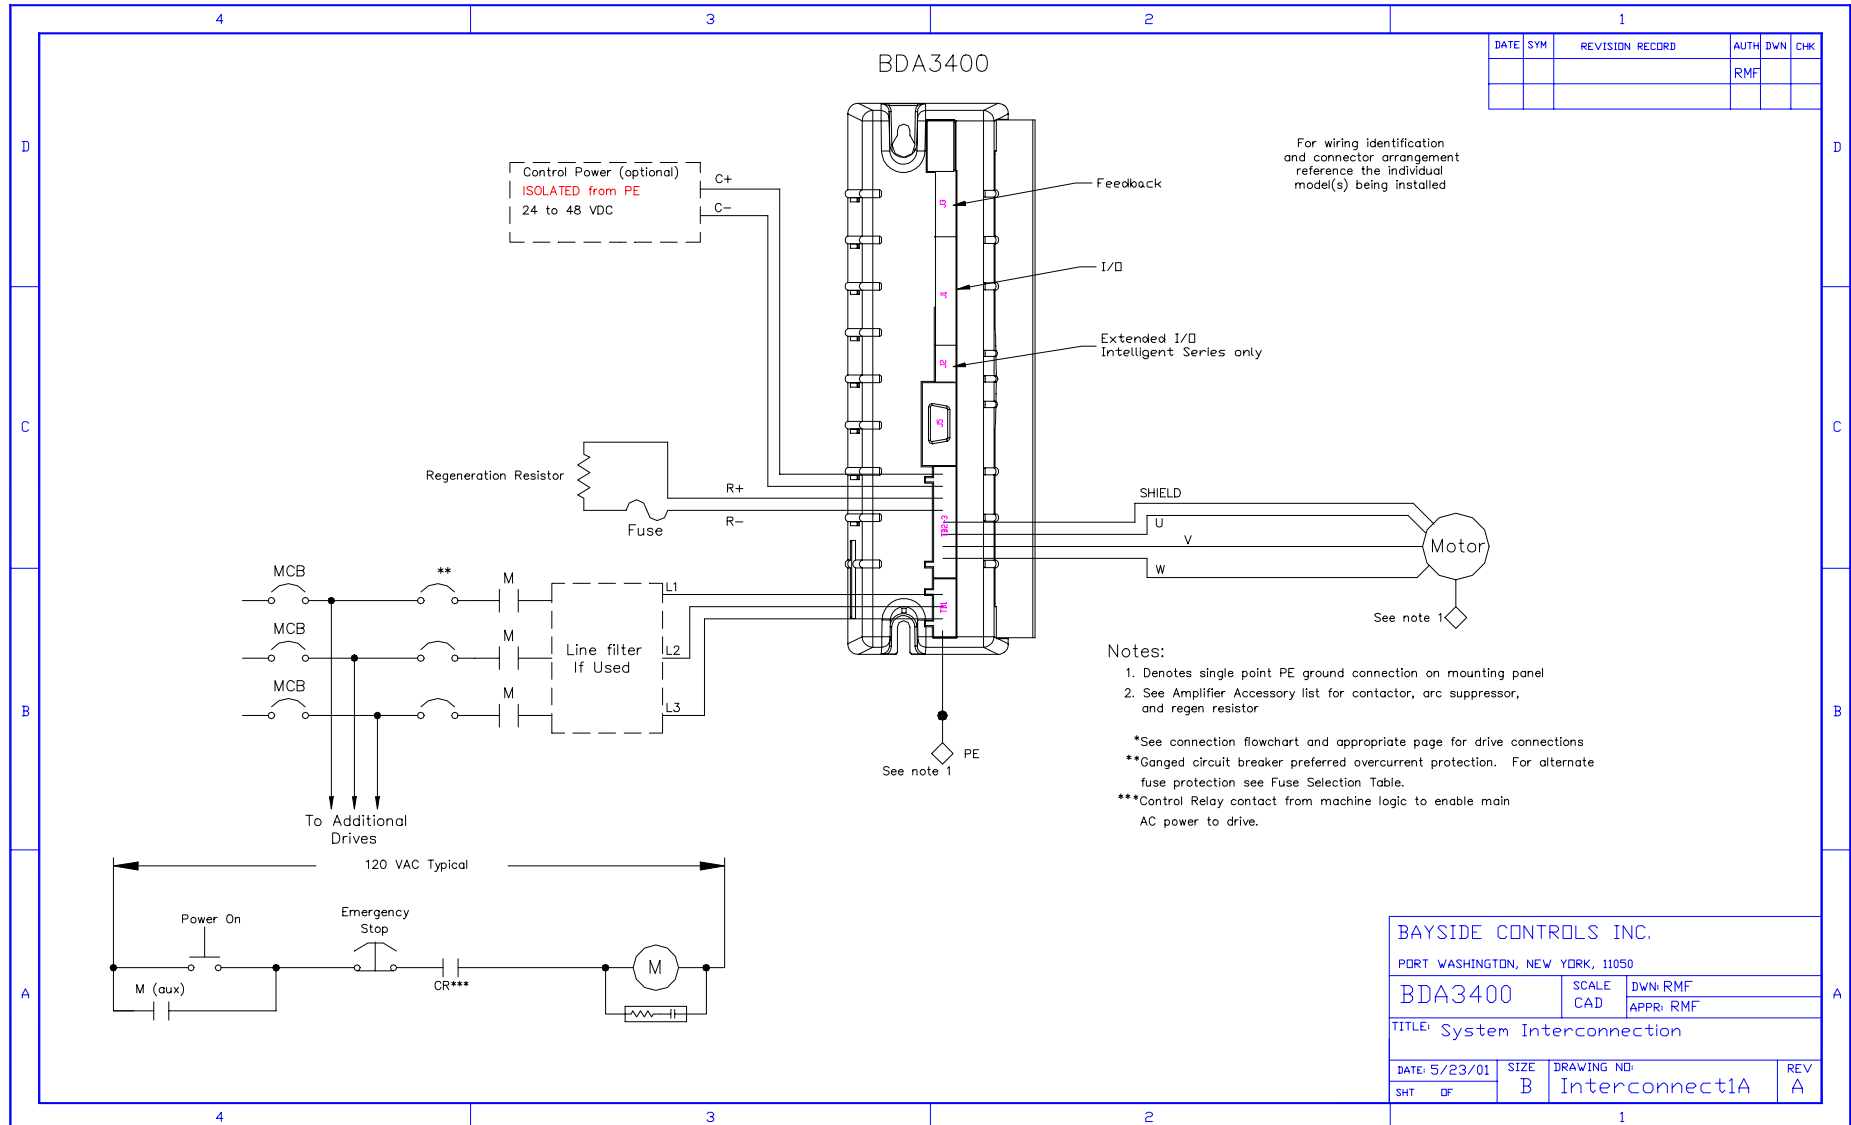 4 3 2 1
DATE SYM REVISION RECORD AUTH DWN CHK
RMF
BDA3400
D D
For wiring identification
and connector arrangement
reference the individual
model(s) being installed
Control Power (optional)
ISOLATED from PE
24 to 48 VDC
C+
C-
J3
Feedback
J1
I/O
J2
Extended I/O
Intelligent Series only
C C
J5
Regeneration Resistor
Fuse
R+
R-
TB2-3
SHIELD
U
V
W
Motor
See note 1
MCB ** M L1
MCB M L2
MCB M L3
Line filter
If Used
TB1
PE
See note 1
B B
To Additional
Drives
Notes:
1. Denotes single point PE ground connection on mounting panel
2. See Amplifier Accessory list for contactor, arc suppressor,
and regen resistor
*See connection flowchart and appropriate page for drive connections
**Ganged circuit breaker preferred overcurrent protection. For alternate
fuse protection see Fuse Selection Table.
***Control Relay contact from machine logic to enable main
AC power to drive.
120 VAC Typical
Power On
Emergency
Stop
M
M (aux)
CR***
A A
BAYSIDE CONTROLS INC.
PORT WASHINGTON, NEW YORK, 11050
BDA3400
SCALE
CAD
DWN: RMF
APPR: RMF
TITLE: System Interconnection
DATE: 5/23/01
SHT OF
SIZE
B
DRAWING NO:
Interconnect1A
REV
A
4 3 2 1